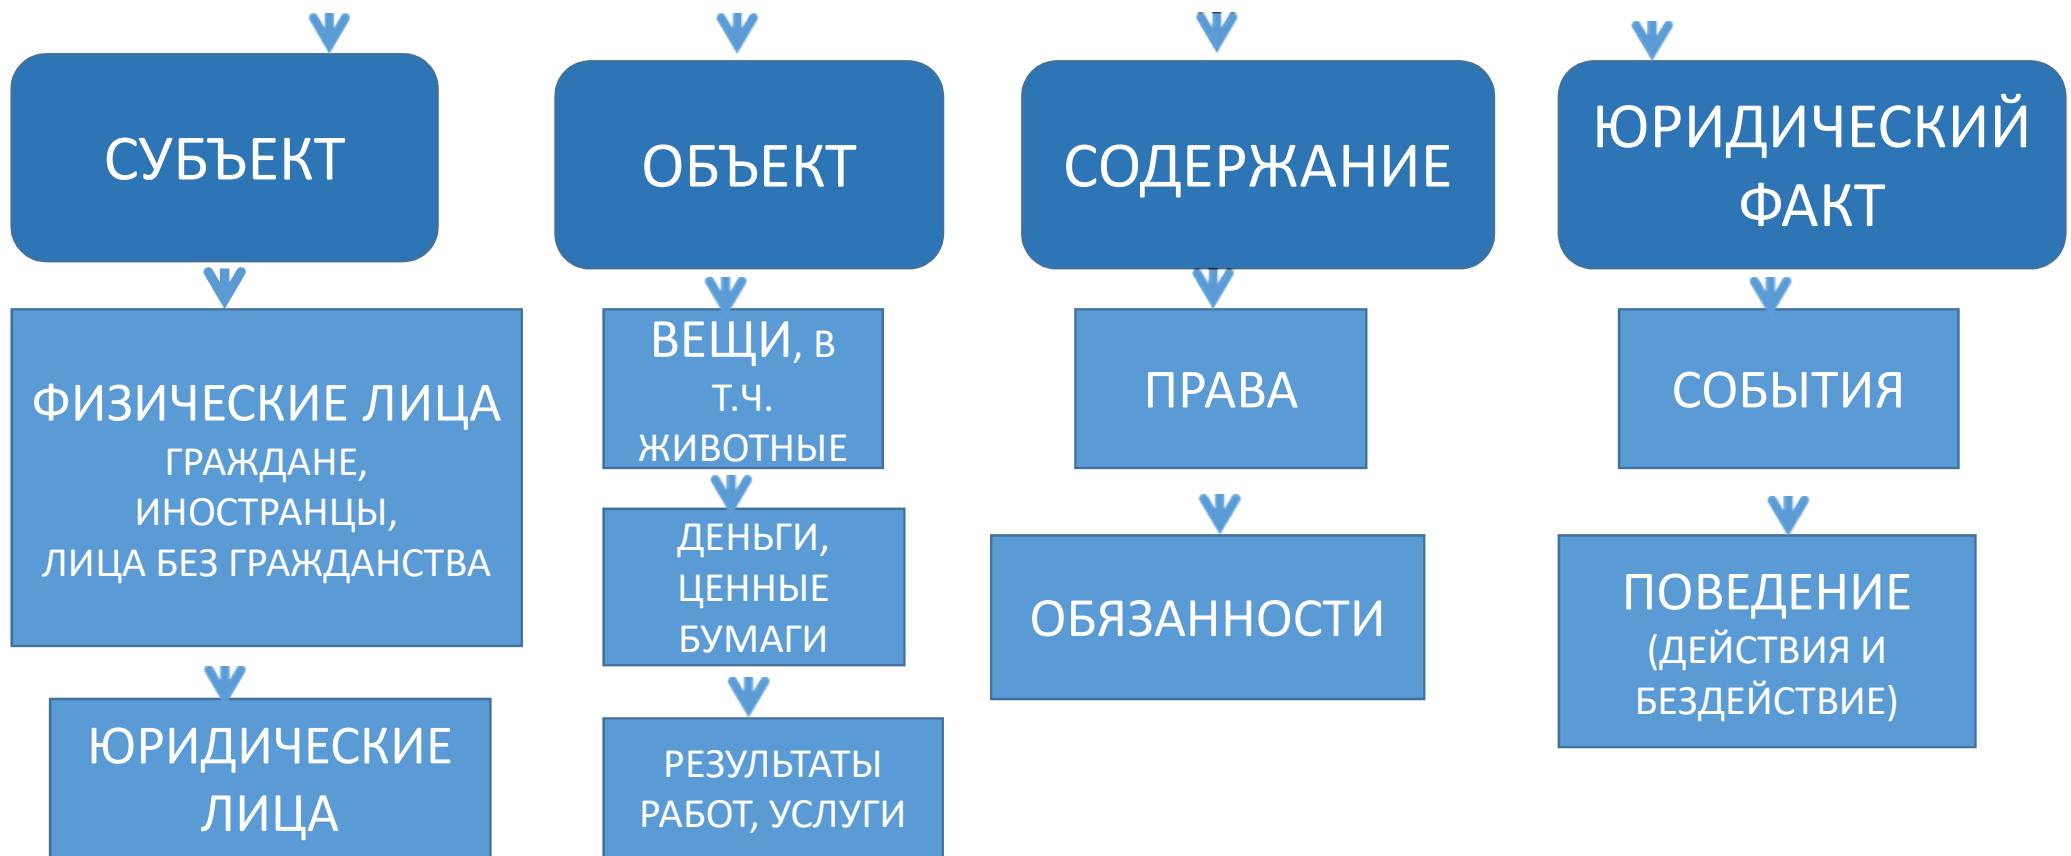 СУБЪЕКТ
ФИЗИЧЕСКИЕ ЛИЦА
ГРАЖДАНЕ,
ИНОСТРАНЦЫ,
ЛИЦА БЕЗ ГРАЖДАНСТВА
ЮРИДИЧЕСКИЕ
ЛИЦА
ОБЪЕКТ
ВЕЩИ, В
Т.Ч.
ЖИВОТНЫЕ
ДЕНЬГИ,
ЦЕННЫЕ
БУМАГИ
РЕЗУЛЬТАТЫ
РАБОТ, УСЛУГИ
СОДЕРЖАНИЕ
ПРАВА
ОБЯЗАННОСТИ
ЮРИДИЧЕСКИЙ
ФАКТ
СОБЫТИЯ
ПОВЕДЕНИЕ
(ДЕЙСТВИЯ И
БЕЗДЕЙСТВИЕ)